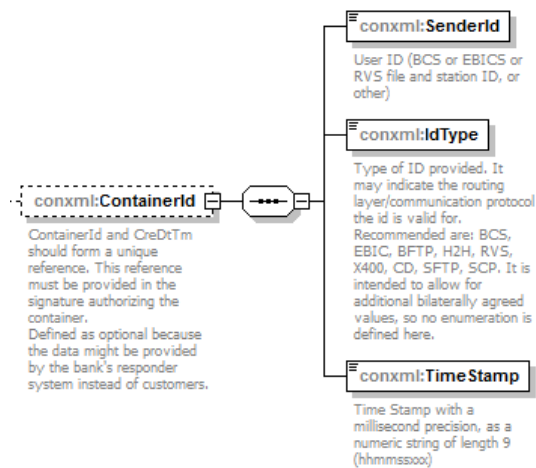 conxml:SenderId
User ID (BCS or EBICS or
RVS file and station ID, or
other)
conxml:IdType
Type of ID provided. It
may indicate the routing
layer/communication protocol
the id is valid for.
Recommended are: BCS,
EBIC, BFTP, H2H, RVS,
X400, CD, SFTP, SCP. It is
intended to allow for
additional bilaterally agreed
values, so no enumeration is
defined here.
conxml:ContainerId
ContainerId and CreDtTm
should form a unique
reference. This reference
must be provided in the
signature authorizing the
container.
Defined as optional because
the data might be provided
by the bank's responder
system instead of customers.
conxml:TimeStamp
Time Stamp with a
millisecond precision, as a
numeric string of length 9
(hhmmssxxx)